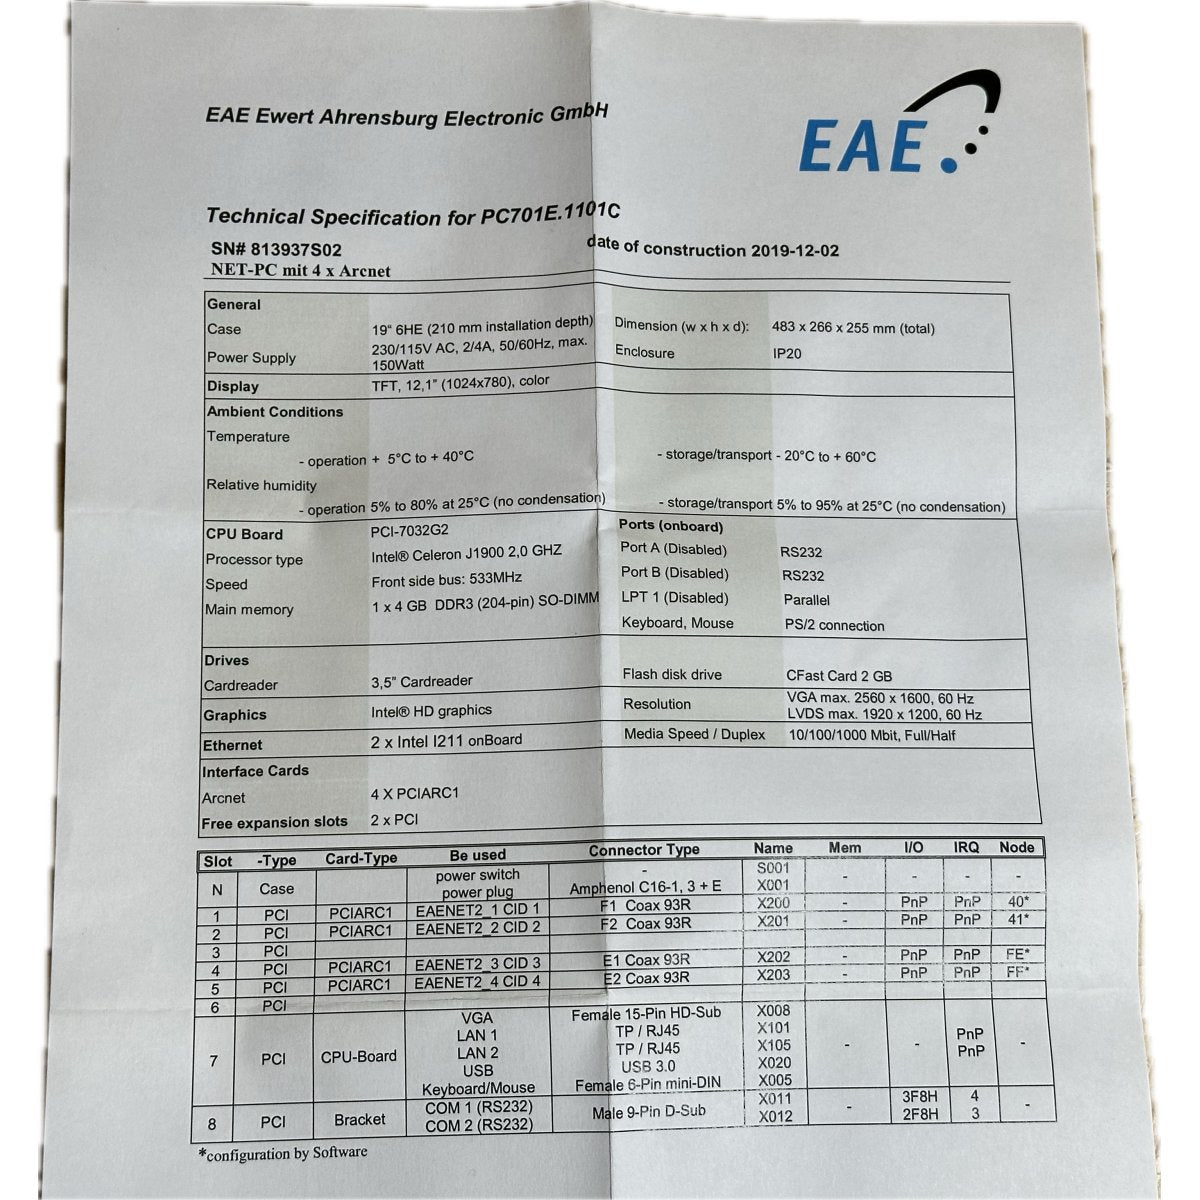 EAE Ewert Ahrensburg Electronic GmbH
EAE
Technical Specification for PC701E.1101C
SN# 813937S02 date of construction 2019-12-02
NET-PC mit 4 x Arcnet
General
Case 19" 6HE (210 mm installation depth) Dimension (w x h x d): 483 x 266 x 255 mm (total)
Power Supply 230/115V AC, 2/4A, 50/60Hz, max. Enclosure IP20
150Watt
Display TFT, 12,1" (1024x780), color
Ambient Conditions
Temperature
- operation + 5°C to + 40°C - storage/transport - 20°C to + 60°C
Relative humidity
- operation 5% to 80% at 25°C (no condensation) - storage/transport 5% to 95% at 25°C (no condensation)
CPU Board PCI-7032G2 Ports (onboard)
Processor type Intel® Celeron J1900 2,0 GHZ Port A (Disabled) RS232
Speed Front side bus: 533MHz Port B (Disabled) RS232
Main memory 1 x 4 GB DDR3 (204-pin) SO-DIMM LPT 1 (Disabled) Parallel
Keyboard, Mouse PS/2 connection
Drives
Cardreader 3,5" Cardreader Flash disk drive CFast Card 2 GB
Graphics Intel® HD graphics Resolution VGA max. 2560 x 1600, 60 Hz
LVDS max. 1920 x 1200, 60 Hz
Ethernet 2 x Intel I211 onBoard Media Speed / Duplex 10/100/1000 Mbit, Full/Half
Interface Cards
Arcnet 4 X PCIARC1
Free expansion slots 2 x PCI
Slot -Type Card-Type Be used Connector Type Name Mem I/O IRQ Node
N Case power switch - S001 - - - -
power plug Amphenol C16-1, 3 + E X001
1 PCI PCIARC1 EAENET2_1 CID 1 F1 Coax 93R X200 - PnP PnP 40*
2 PCI PCIARC1 EAENET2_2 CID 2 F2 Coax 93R X201 - PnP PnP 41*
3 PCI
4 PCI PCIARC1 EAENET2_3 CID 3 E1 Coax 93R X202 - PnP PnP FE*
5 PCI PCIARC1 EAENET2_4 CID 4 E2 Coax 93R X203 - PnP PnP FF*
6 PCI
7 PCI CPU-Board VGA Female 15-Pin HD-Sub X008 - - PnP -
LAN 1 TP / RJ45 X101 PnP
LAN 2 TP / RJ45 X105
USB USB 3.0 X020
Keyboard/Mouse Female 6-Pin mini-DIN X005
8 PCI Bracket COM 1 (RS232) Male 9-Pin D-Sub X011 - 3F8H 4 -
COM 2 (RS232) X012 2F8H 3
*configuration by Software